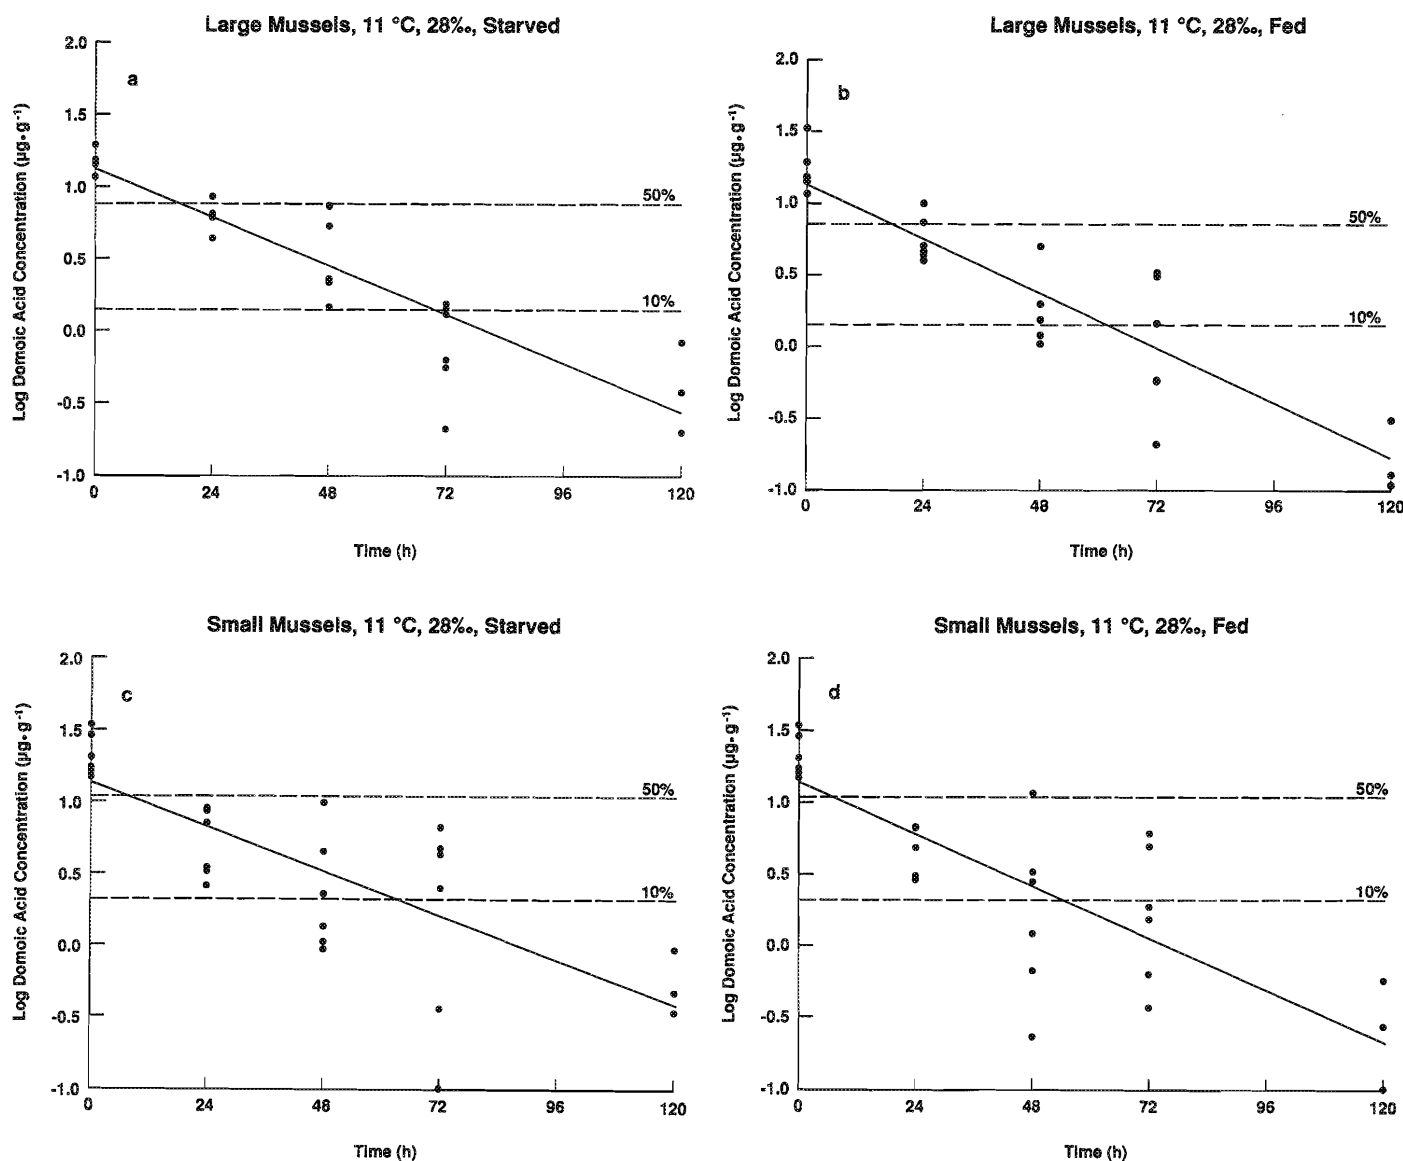 Large Mussels, 11 °C, 28‰, Starved
a
Log Domoic Acid Concentration (µg•g⁻¹)
2.0
1.5
1.0
0.5
0.0
-0.5
-1.0
50%
10%
0 24 48 72 96 120
Time (h)
Large Mussels, 11 °C, 28‰, Fed
b
Log Domoic Acid Concentration (µg•g⁻¹)
2.0
1.5
1.0
0.5
0.0
-0.5
-1.0
50%
10%
0 24 48 72 96 120
Time (h)
Small Mussels, 11 °C, 28‰, Starved
c
Log Domoic Acid Concentration (µg•g⁻¹)
2.0
1.5
1.0
0.5
0.0
-0.5
-1.0
50%
10%
0 24 48 72 96 120
Time (h)
Small Mussels, 11 °C, 28‰, Fed
d
Log Domoic Acid Concentration (µg•g⁻¹)
2.0
1.5
1.0
0.5
0.0
-0.5
-1.0
50%
10%
0 24 48 72 96 120
Time (h)